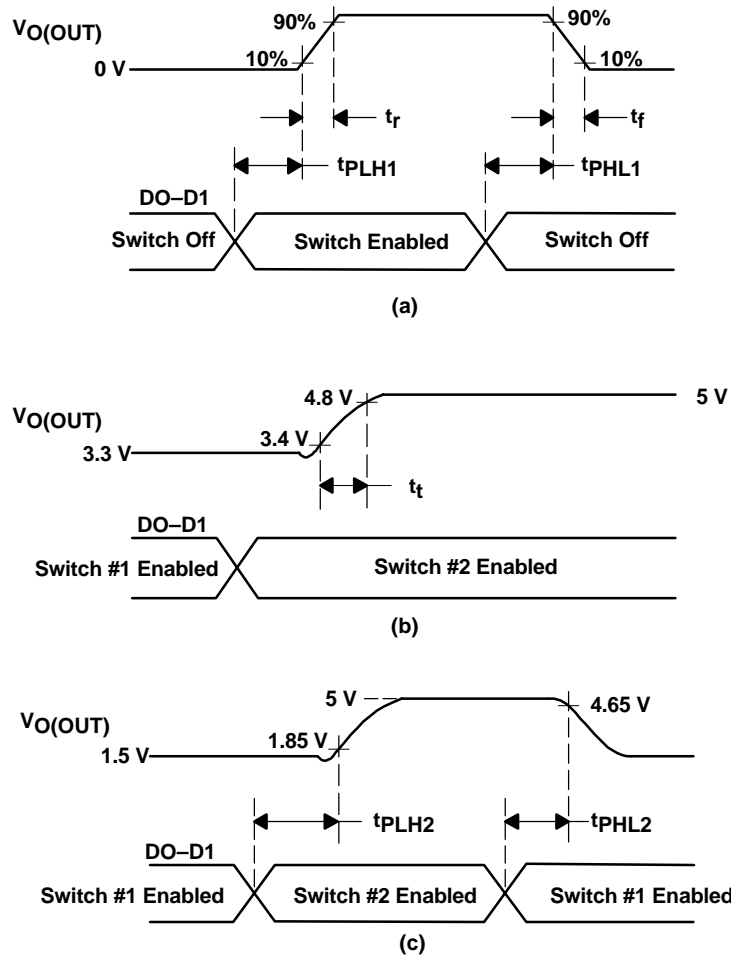 VO(OUT)
90%
90%
10%
10%
0 V
tr
tf
tPLH1
tPHL1
DO–D1
Switch Off
Switch Enabled
Switch Off
(a)
4.8 V
5 V
VO(OUT)
3.4 V
3.3 V
tt
DO–D1
Switch #1 Enabled
Switch #2 Enabled
(b)
5 V
4.65 V
VO(OUT)
1.85 V
1.5 V
tPLH2
tPHL2
DO–D1
Switch #1 Enabled
Switch #2 Enabled
Switch #1 Enabled
(c)